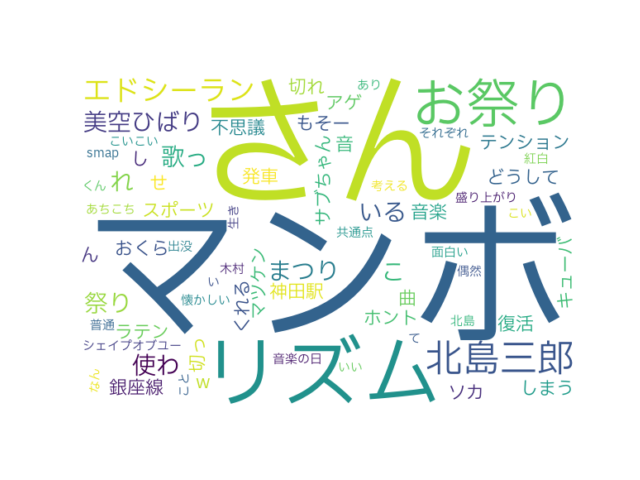 エドシーラン
さん
切れ
あり
お祭り
アゲ
美空ひばり
不思議
もそー
それぞれ
テンション
こいこい
smap
し
歌っ
サブちゃん
音
紅白
どうして
くん
れ
せ
発車
考える
盛り上がり
あちこち
スポーツ
生き
いる
音楽
こい
マンボ
ん
おくら
出没
マツケン
共通点
面白い
キューバ
木村
まつり
こ
偶然
い
祭り
懐かしい
くれる
神田駅
曲
普通
ラテン
ホント
北島
復活
シェイプオブユー
リズム
て
北島三郎
使わ
切っ
音楽の日
いい
なん
銀座線
こと
w
ソカ
しまう